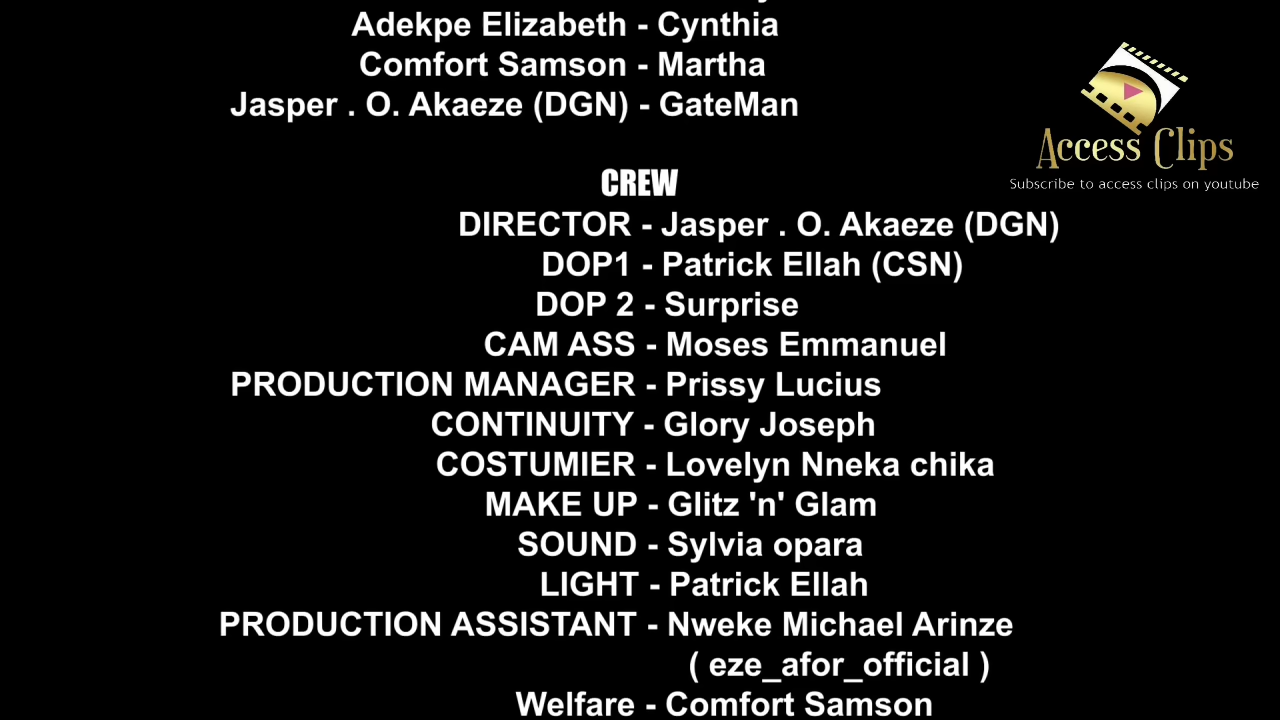 Adekpe Elizabeth - Cynthia
Comfort Samson - Martha
Jasper . O. Akaeze (DGN) - GateMan
Access Clips
Subscribe to access clips on youtube
CREW
DIRECTOR - Jasper . O. Akaeze (DGN)
DOP1 - Patrick Ellah (CSN)
DOP 2 - Surprise
CAM ASS - Moses Emmanuel
PRODUCTION MANAGER - Prissy Lucius
CONTINUITY - Glory Joseph
COSTUMIER - Lovelyn Nneka chika
MAKE UP - Glitz 'n' Glam
SOUND - Sylvia opara
LIGHT - Patrick Ellah
PRODUCTION ASSISTANT - Nweke Michael Arinze
( eze_afor_official )
Welfare - Comfort Samson